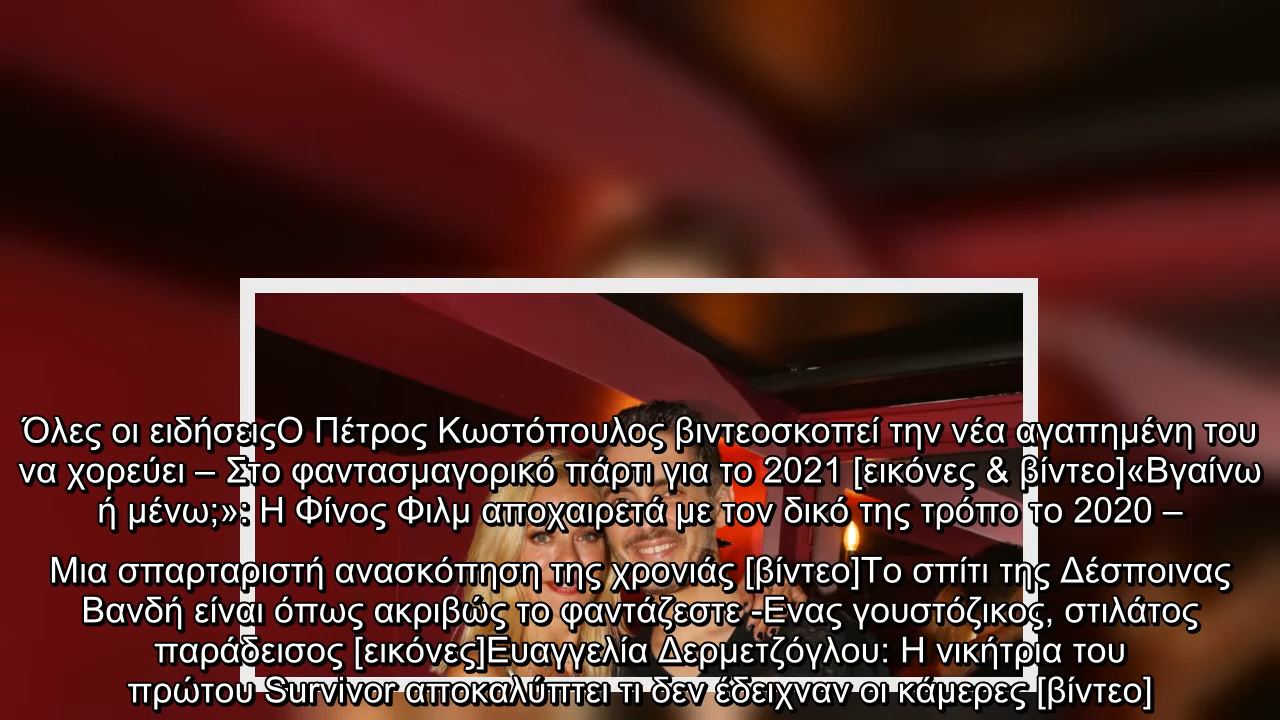 Όλες οι ειδήσειςΟ Πέτρος Κωστόπουλος βιντεοσκοπεί την νέα αγαπημένη του
να χορεύει – Στο φαντασμαγορικό πάρτι για το 2021 [εικόνες & βίντεο]«Βγαίνω
ή μένω;»: Η Φίνος Φιλμ αποχαιρετά με τον δικό της τρόπο το 2020 –
Μια σπαρταριστή ανασκόπηση της χρονιάς [βίντεο]Το σπίτι της Δέσποινας
Βανδή είναι όπως ακριβώς το φαντάζεστε -Ενας γουστόζικος, στιλάτος
παράδεισος [εικόνες]Ευαγγελία Δερμετζόγλου: Η νικήτρια του
πρώτου Survivor αποκαλύπτει τι δεν έδειχναν οι κάμερες [βίντεο]